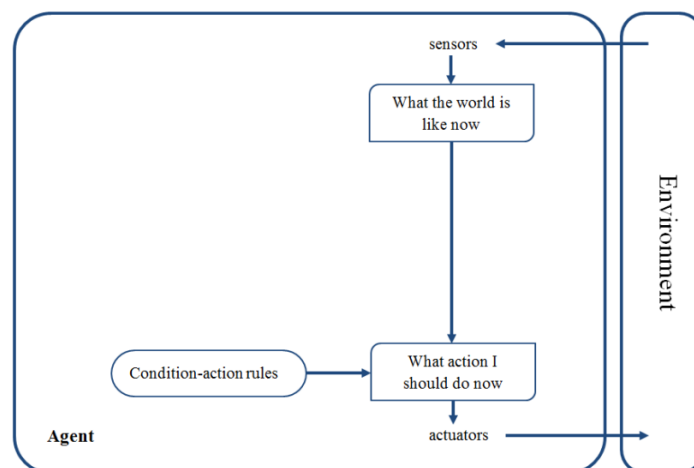 sensors
What the world is
like now
Environment
What action I
should do now
Condition-action rules
Agent
actuators